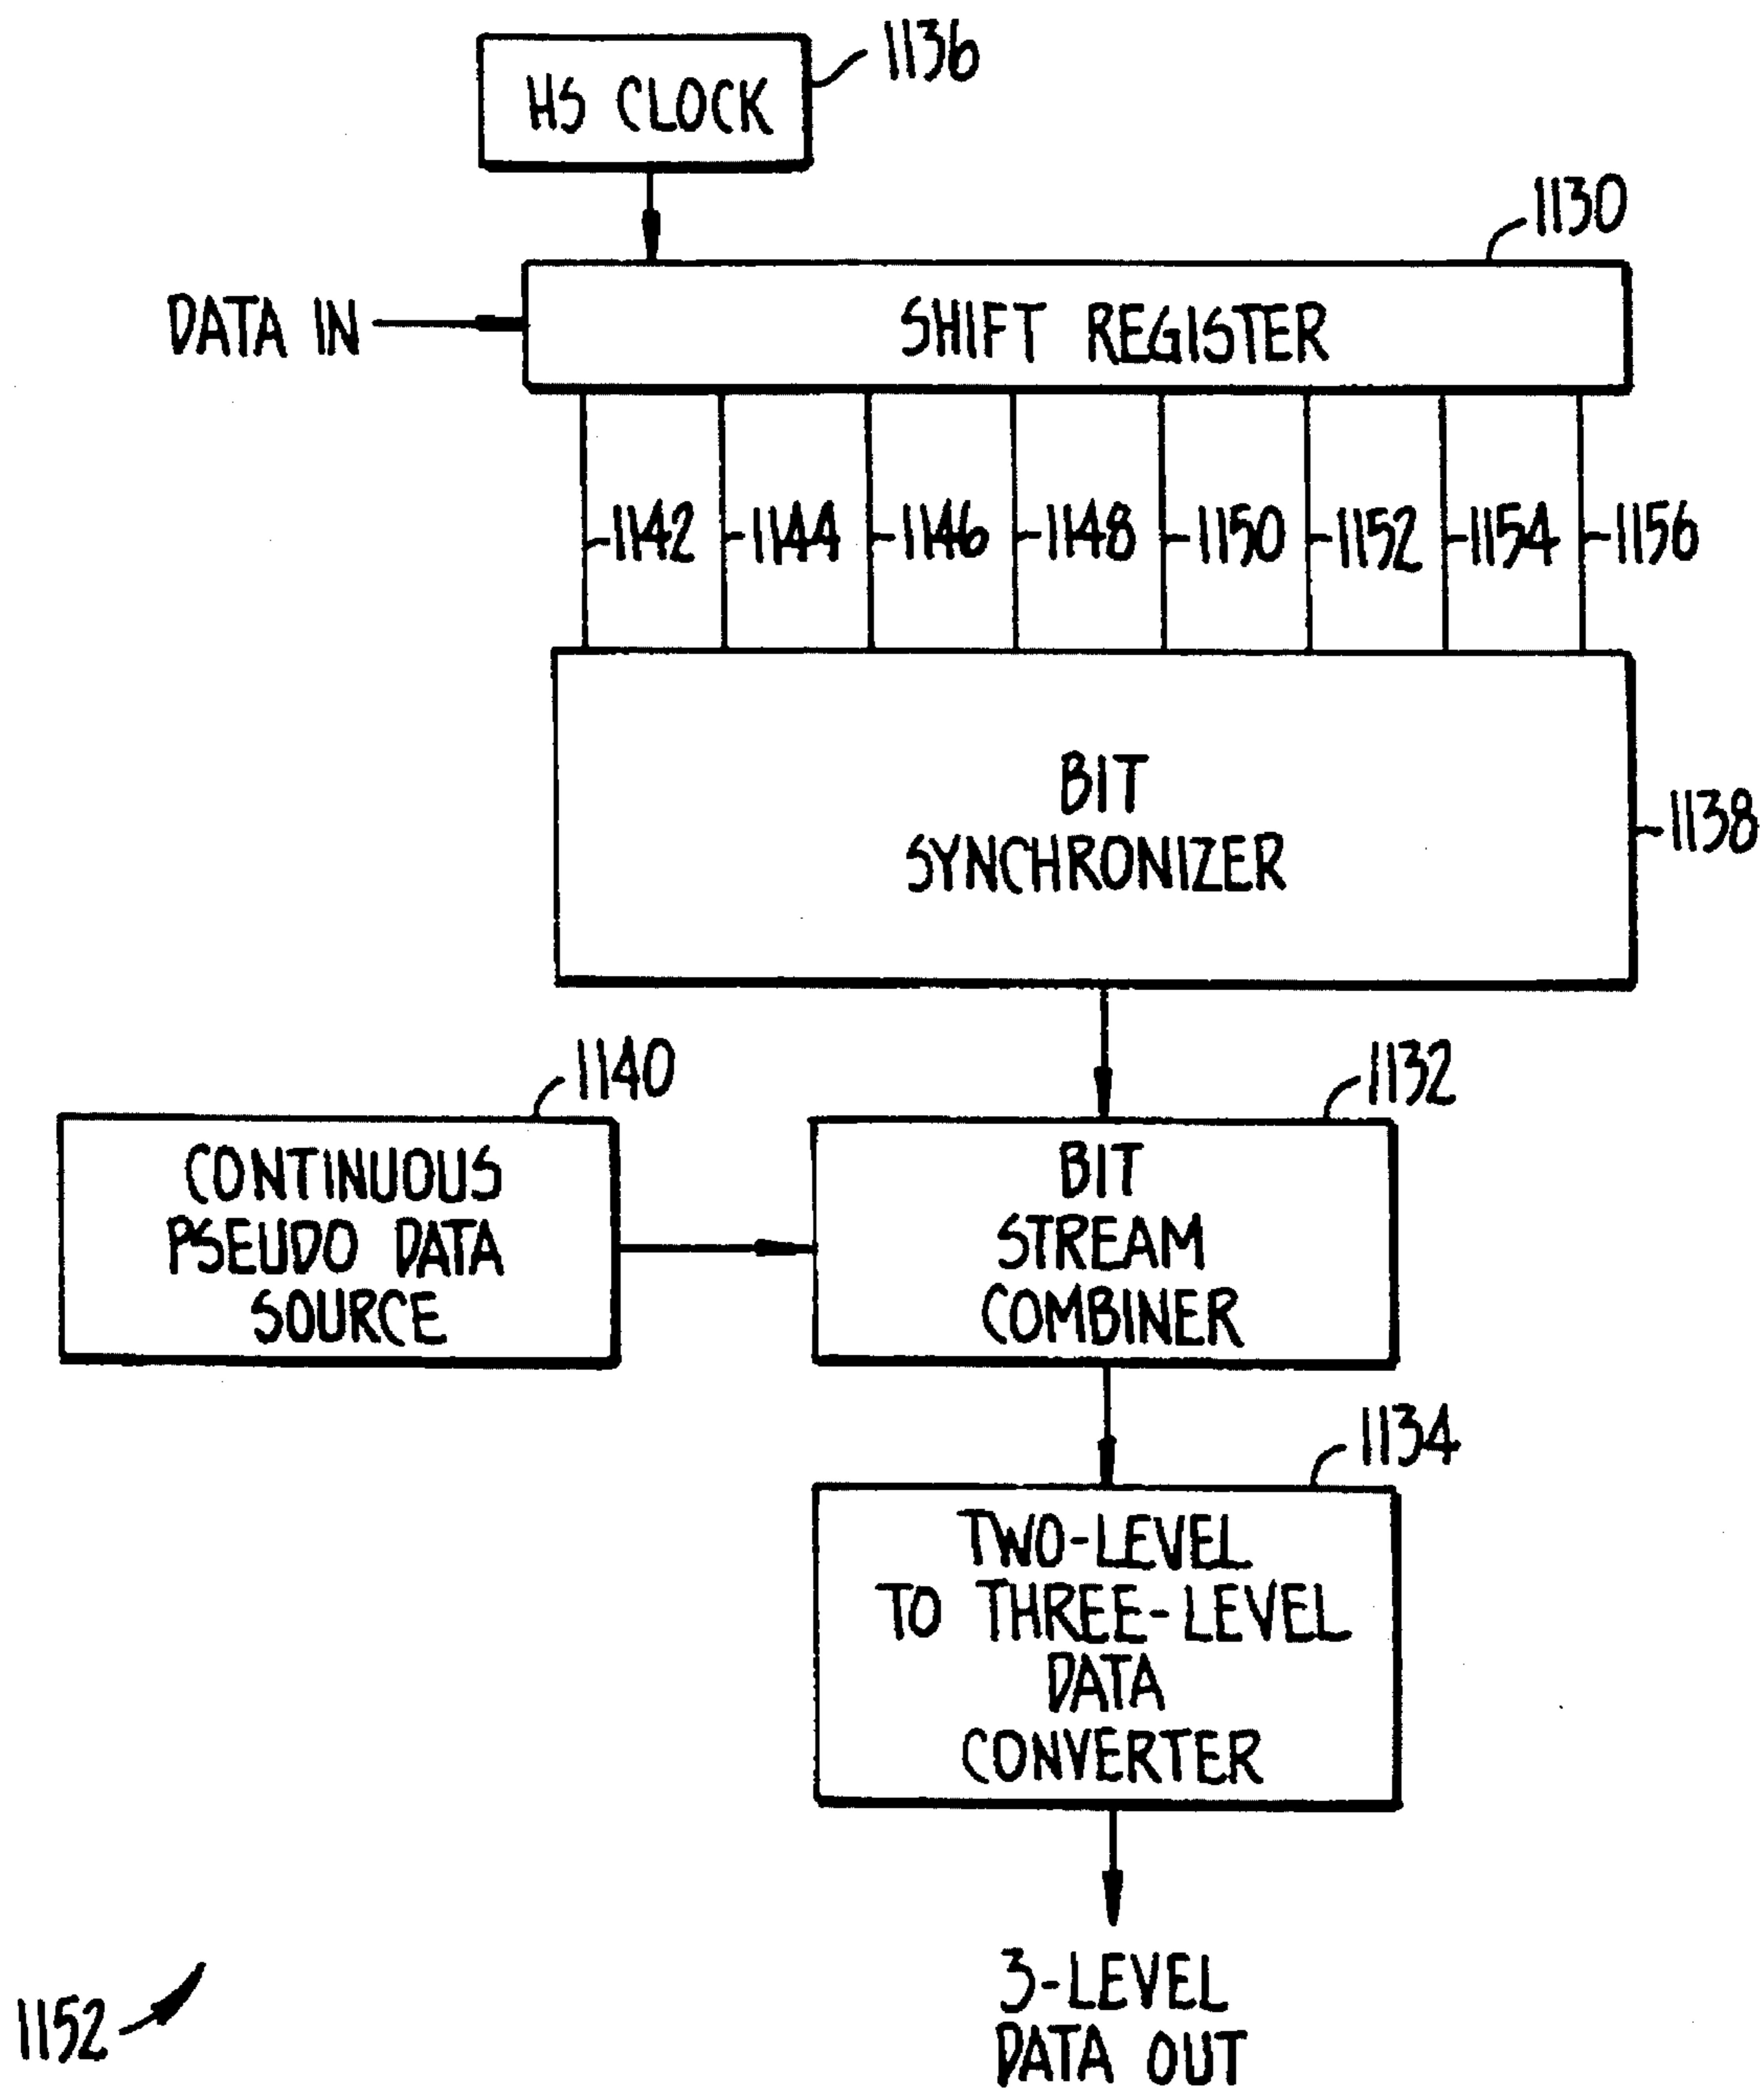 HS CLOCK
1136
1130
DATA IN
SHIFT REGISTER
1142
1144
1146
1148
1150
1152
1154
1156
BIT
SYNCHRONIZER
1138
1140
1132
CONTINUOUS
PSEUDO DATA
SOURCE
BIT
STREAM
COMBINER
1134
TWO-LEVEL
TO THREE-LEVEL
DATA
CONVERTER
3-LEVEL
DATA OUT
1152